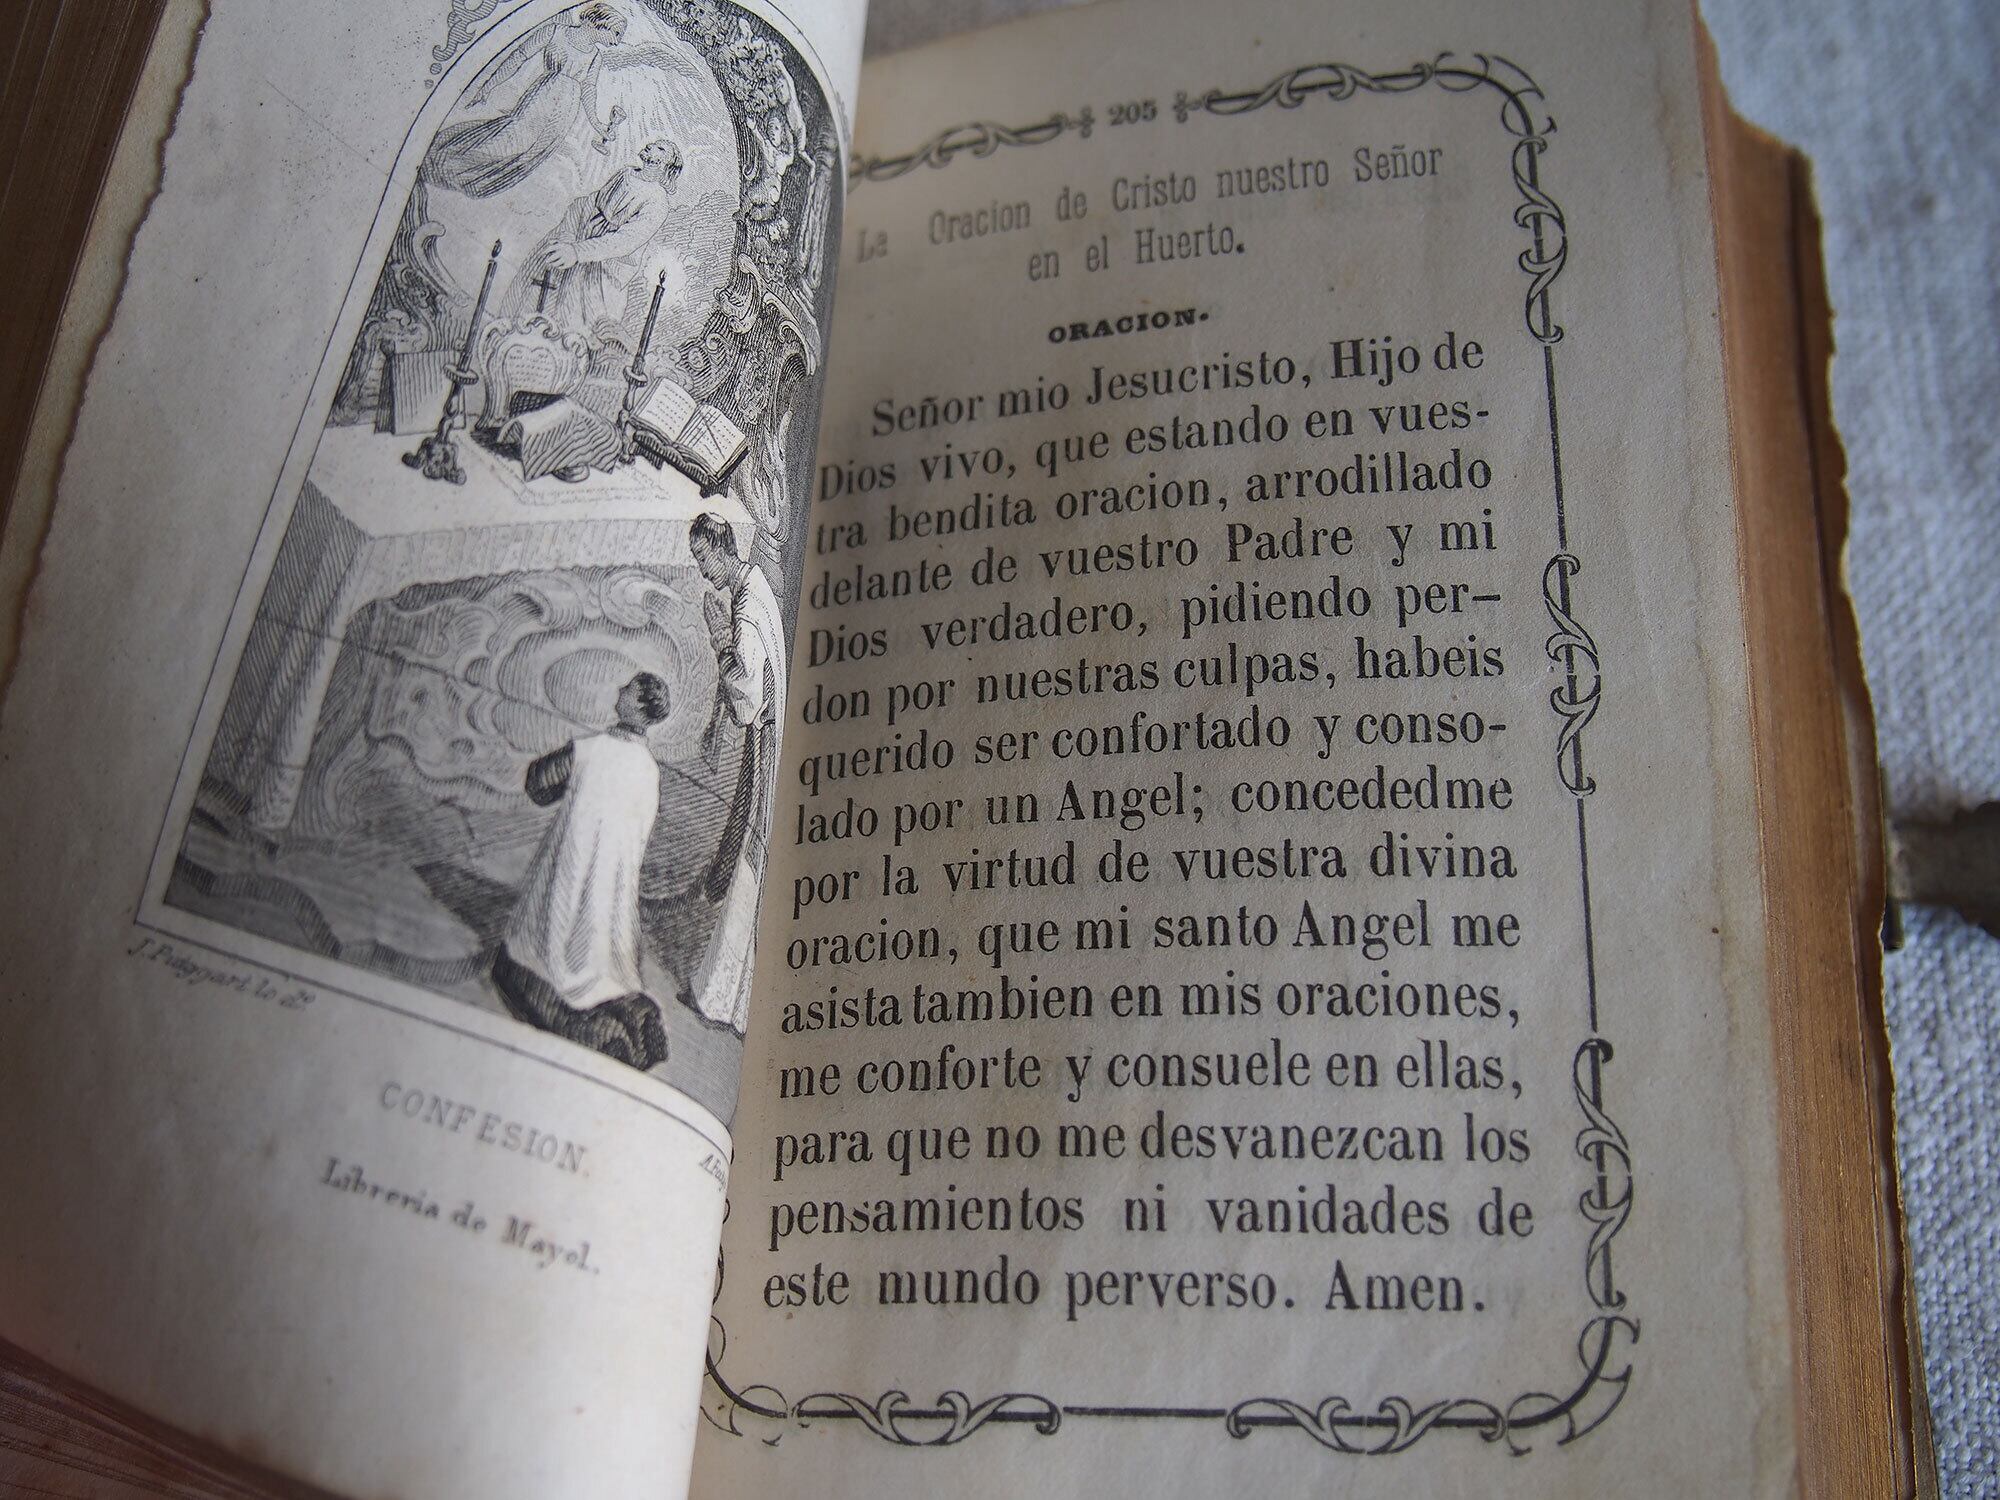 J. Puiggari lo do.
CONFESION.
Libreria de Mayol.
205
La Oracion de Cristo nuestro Señor
en el Huerto.
ORACION.
Señor mio Jesucristo, Hijo de
Dios vivo, que estando en vues-
tra bendita oracion, arrodillado
delante de vuestro Padre y mi
Dios verdadero, pidiendo per-
don por nuestras culpas, habeis
querido ser confortado y conso-
lado por un Angel; concededme
por la virtud de vuestra divina
oracion, que mi santo Angel me
asista tambien en mis oraciones,
me conforte y consuele en ellas,
para que no me desvanezcan los
pensamientos ni vanidades de
este mundo perverso. Amen.